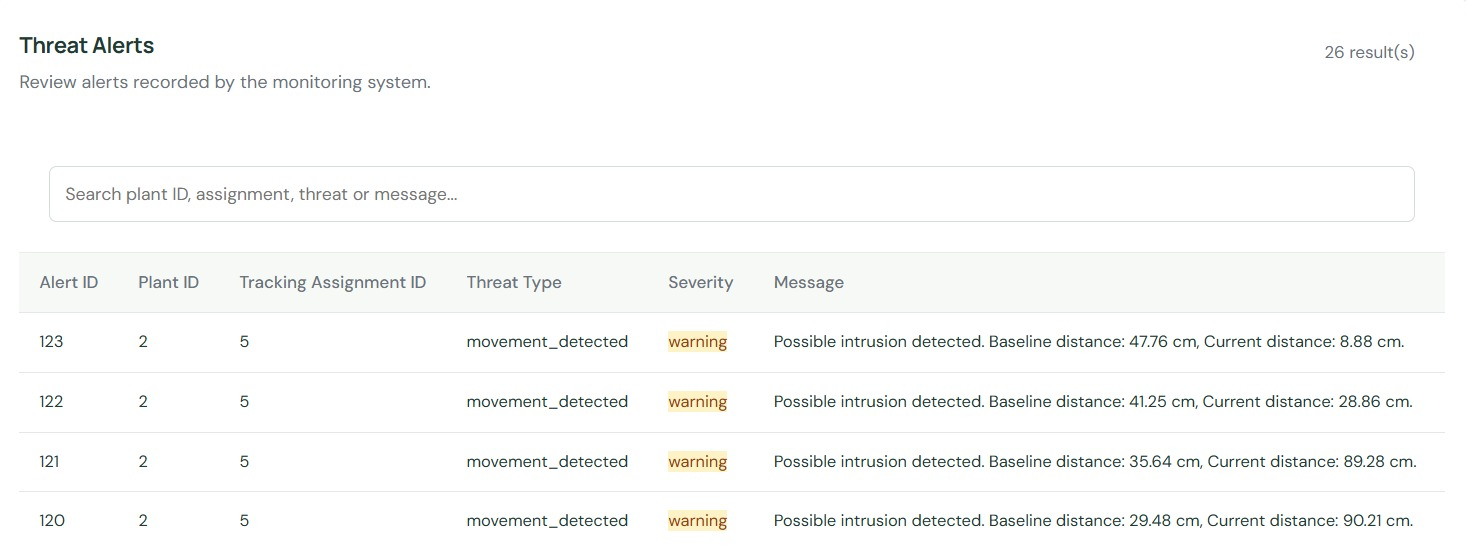 Threat Alerts
26 result(s)
Review alerts recorded by the monitoring system.
Search plant ID, assignment, threat or message...
Alert ID Plant ID Tracking Assignment ID Threat Type Severity Message
123 2 5 movement_detected warning Possible intrusion detected. Baseline distance: 47.76 cm, Current distance: 8.88 cm.
122 2 5 movement_detected warning Possible intrusion detected. Baseline distance: 41.25 cm, Current distance: 28.86 cm.
121 2 5 movement_detected warning Possible intrusion detected. Baseline distance: 35.64 cm, Current distance: 89.28 cm.
120 2 5 movement_detected warning Possible intrusion detected. Baseline distance: 29.48 cm, Current distance: 90.21 cm.